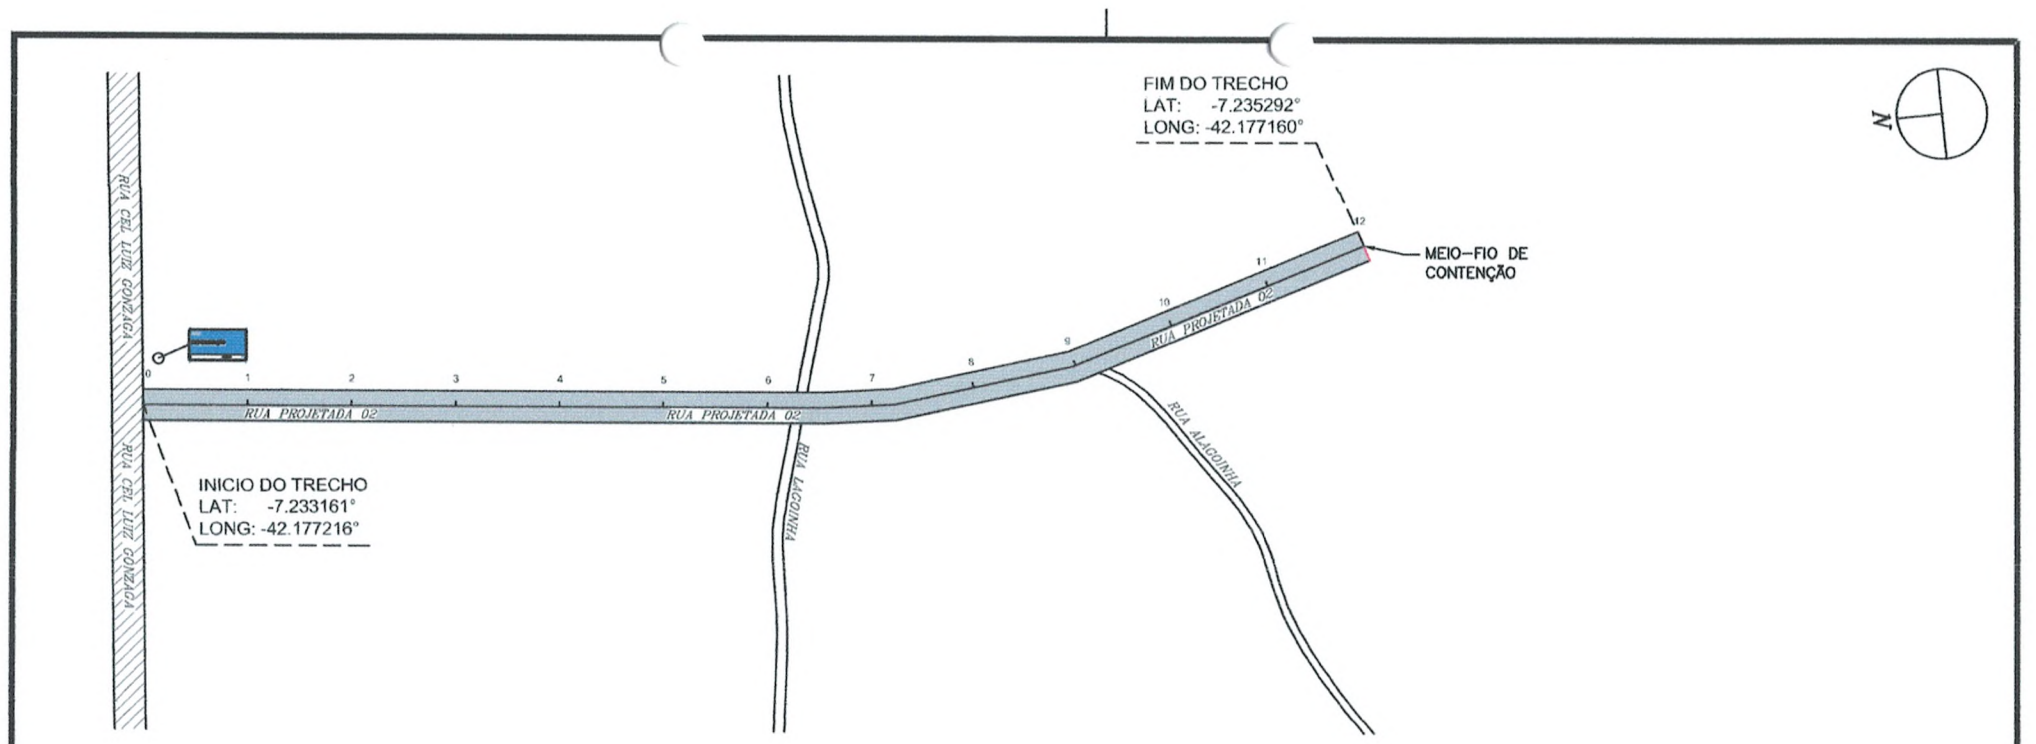 FIM DO TRECHO
LAT: -7.235292°
LONG: -42.177160°
N
RUA CEL LUIZ GONZAGA
12
MEIO-FIO DE
CONTENÇÃO
11
10
RUA PROJETADA 02
9
8
0
1
2
3
4
5
6
7
RUA PROJETADA 02
RUA PROJETADA 02
RUA ALAGOINHA
RUA LAGOINHA
RUA CEL LUIZ GONZAGA
INICIO DO TRECHO
LAT: -7.233161°
LONG: -42.177216°